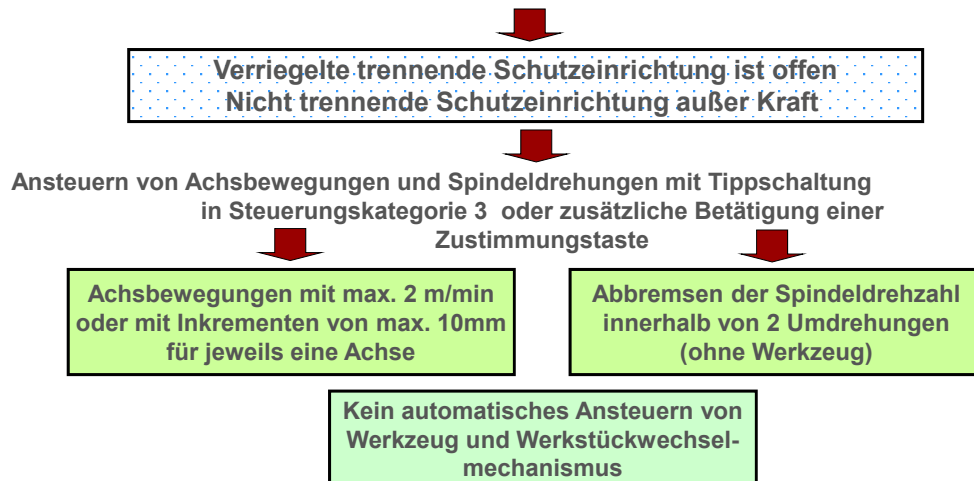 Verriegelte trennende Schutzeinrichtung ist offen
Nicht trennende Schutzeinrichtung außer Kraft
Ansteuern von Achsbewegungen und Spindeldrehungen mit Tippschaltung
in Steuerungskategorie 3 oder zusätzliche Betätigung einer
Zustimmungstaste
Achsbewegungen mit max. 2 m/min
oder mit Inkrementen von max. 10mm
für jeweils eine Achse
Abbremsen der Spindeldrehzahl
innerhalb von 2 Umdrehungen
(ohne Werkzeug)
Kein automatisches Ansteuern von
Werkzeug und Werkstückwechsel-
mechanismus